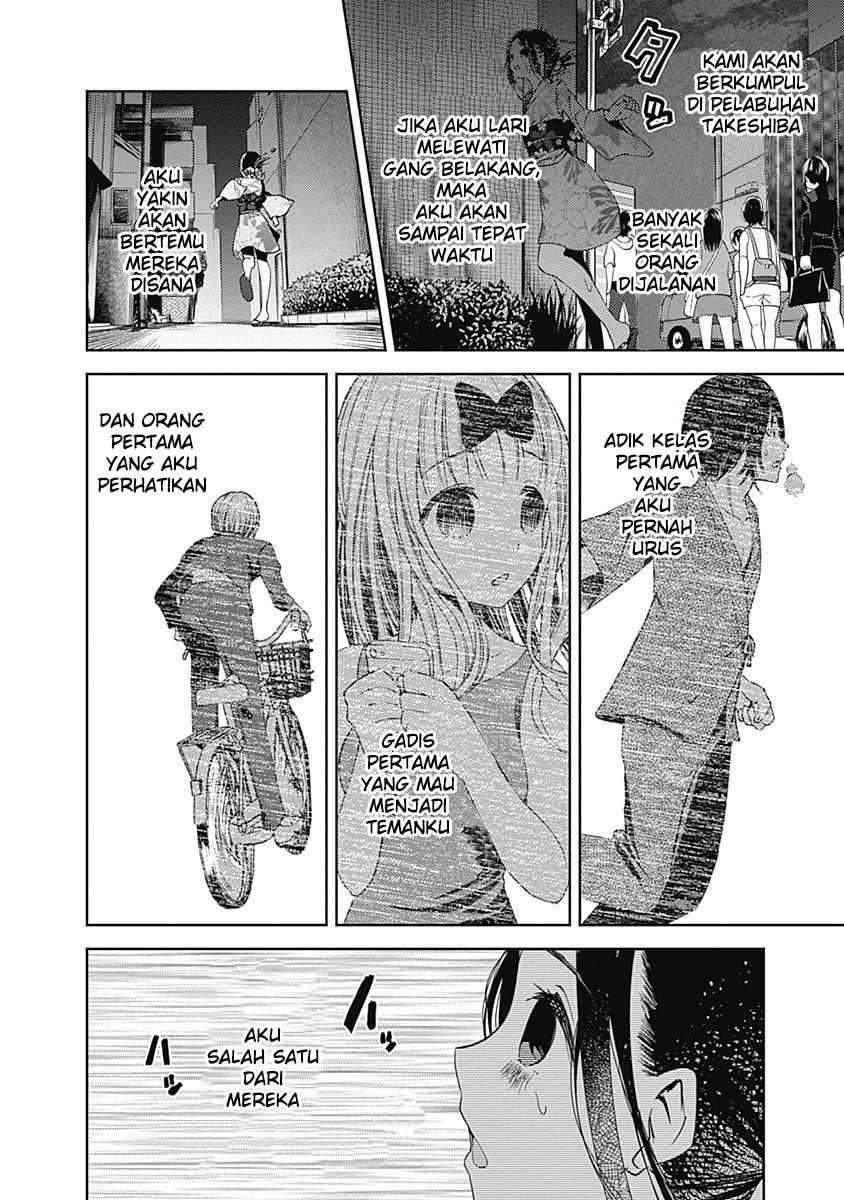 KAMI AKAN
BERKUMPUL
DI PELABUHAN
TAKESHIBA
BANYAK
SEKALI
ORANG
DIJALANAN
JIKA AKU LARI
MELEWATI
GANG BELAKANG,
MAKA
AKU AKAN
SAMPAI TEPAT
WAKTU
AKU
YAKIN
AKAN
BERTEMU
MEREKA
DISANA
ADIK KELAS
PERTAMA
YANG
AKU
PERNAH
URUS
GADIS
PERTAMA
YANG MAU
MENJADI
TEMANKU
DAN ORANG
PERTAMA
YANG AKU
PERHATIKAN
AKU
SALAH SATU
DARI
MEREKA